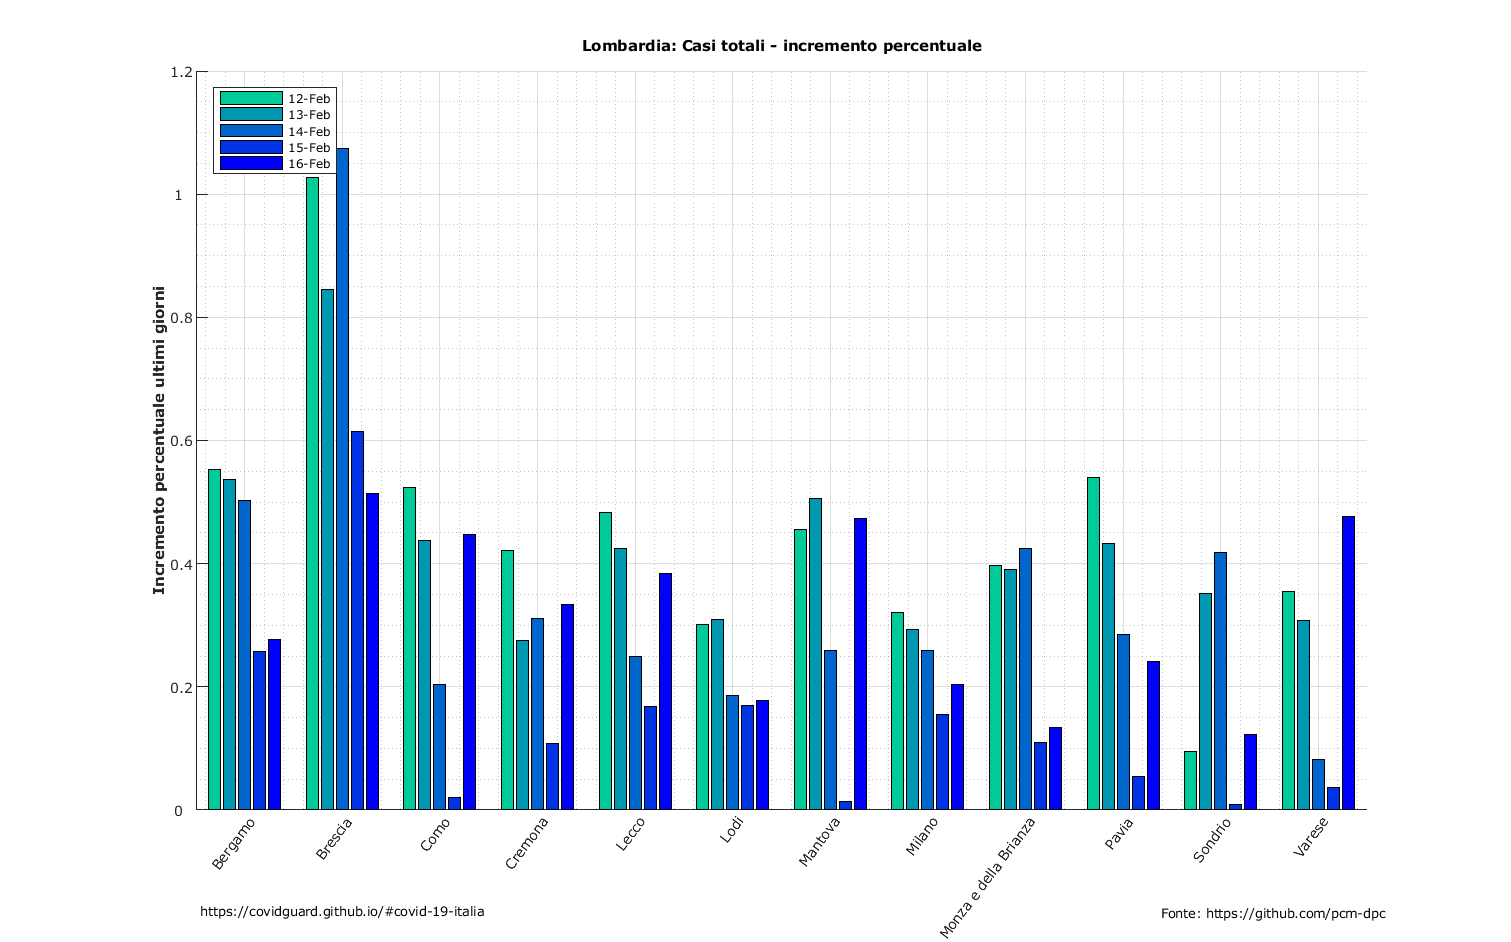 Lombardia: Casi totali - incremento percentuale
1.2
1
0.8
0.6
0.4
0.2
0
Incremento percentuale ultimi giorni
12-Feb
13-Feb
14-Feb
15-Feb
16-Feb
Bergamo
Brescia
Como
Cremona
Lecco
Lodi
Mantova
Milano
Monza e della Brianza
Pavia
Sondrio
Varese
https://covidguard.github.io/#covid-19-italia
Fonte: https://github.com/pcm-dpc